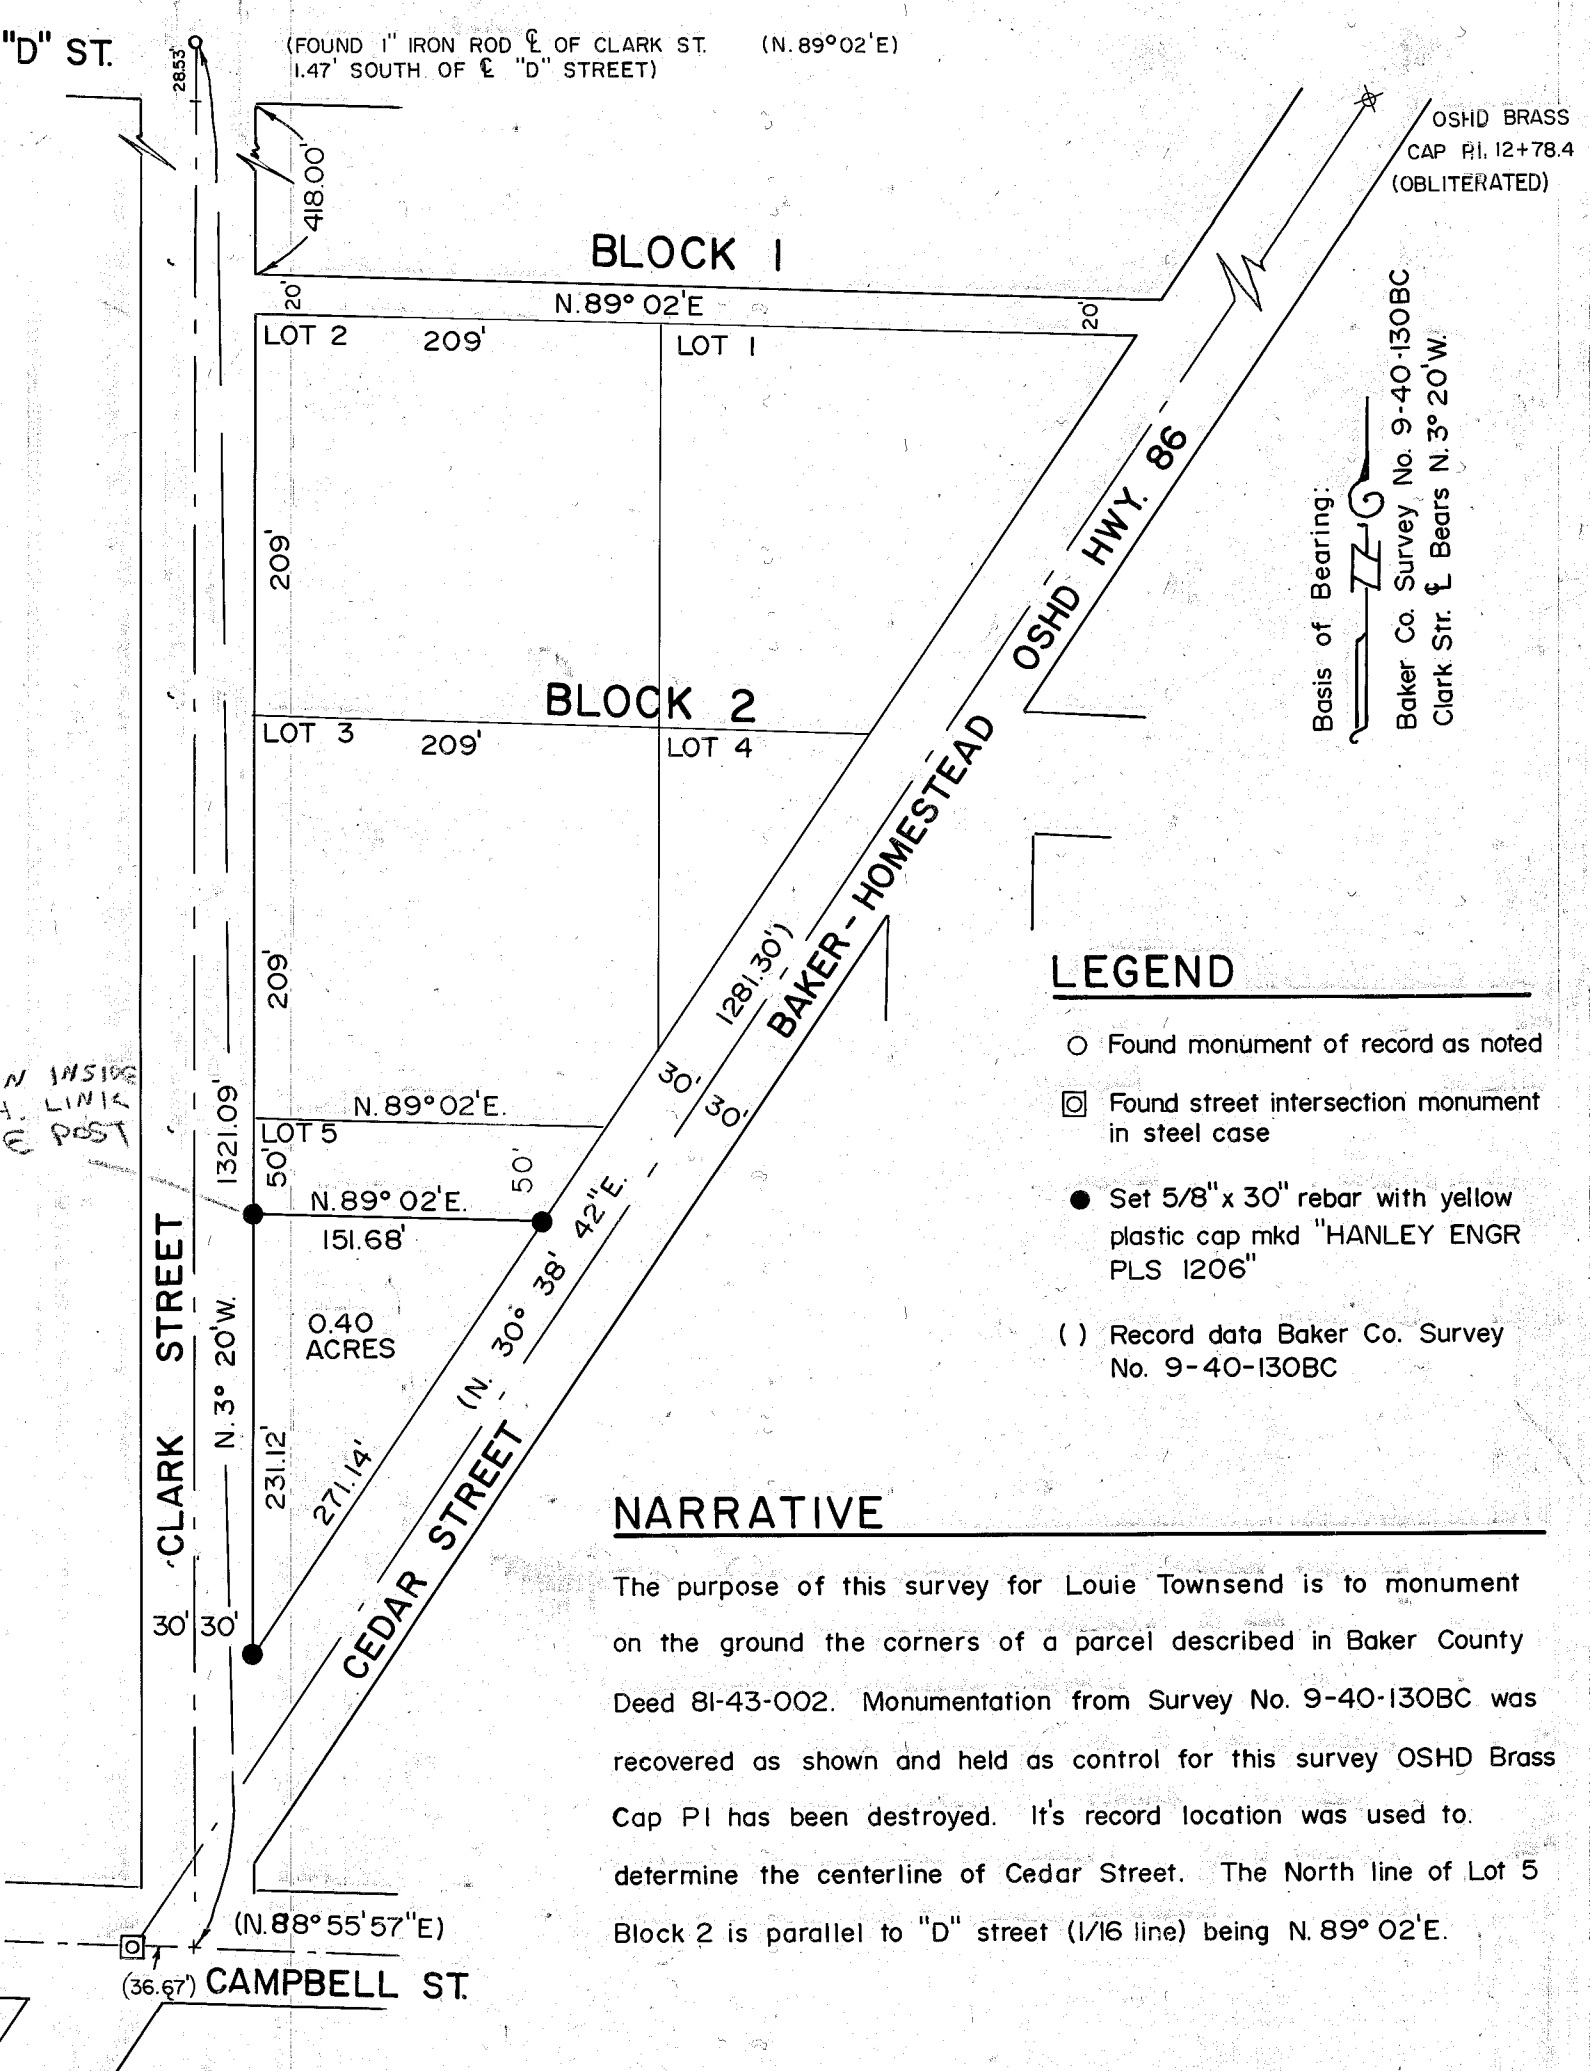 "D" ST.
28.53'
(FOUND 1" IRON ROD ℄ OF CLARK ST. (N.89°02'E)
1.47' SOUTH OF ℄ "D" STREET)
OSHD BRASS
CAP P.I. 12+78.4
(OBLITERATED)
418.00'
BLOCK 1
20'
N.89° 02'E
20'
LOT 2
209'
LOT 1
209'
BLOCK 2
LOT 3
209'
LOT 4
209'
OSHD HWY. 86
BAKER-HOMESTEAD
1281.30')
30'
30'
Basis of Bearing:
Baker Co. Survey No. 9-40-130BC
Clark Str. ℄ Bears N.3° 20'W.
N INSIDE
LINK
E POST
1321.09'
N.89°02'E.
LOT 5
50'
50'
N.89° 02'E.
151.68'
0.40
ACRES
CLARK STREET
N.3° 20'W.
231.12'
271.14'
(N. 30° 38' 42"E.
CEDAR STREET
30'
30'
(N.88°55'57"E)
(36.67')
CAMPBELL ST.
LEGEND
Found monument of record as noted
Found street intersection monument
in steel case
Set 5/8"x 30" rebar with yellow
plastic cap mkd "HANLEY ENGR
PLS 1206"
( ) Record data Baker Co. Survey
No. 9-40-130BC
NARRATIVE
The purpose of this survey for Louie Townsend is to monument
on the ground the corners of a parcel described in Baker County
Deed 81-43-002. Monumentation from Survey No. 9-40-130BC was
recovered as shown and held as control for this survey OSHD Brass
Cap PI has been destroyed. It's record location was used to
determine the centerline of Cedar Street. The North line of Lot 5
Block 2 is parallel to "D" street (1/16 line) being N. 89° 02'E.